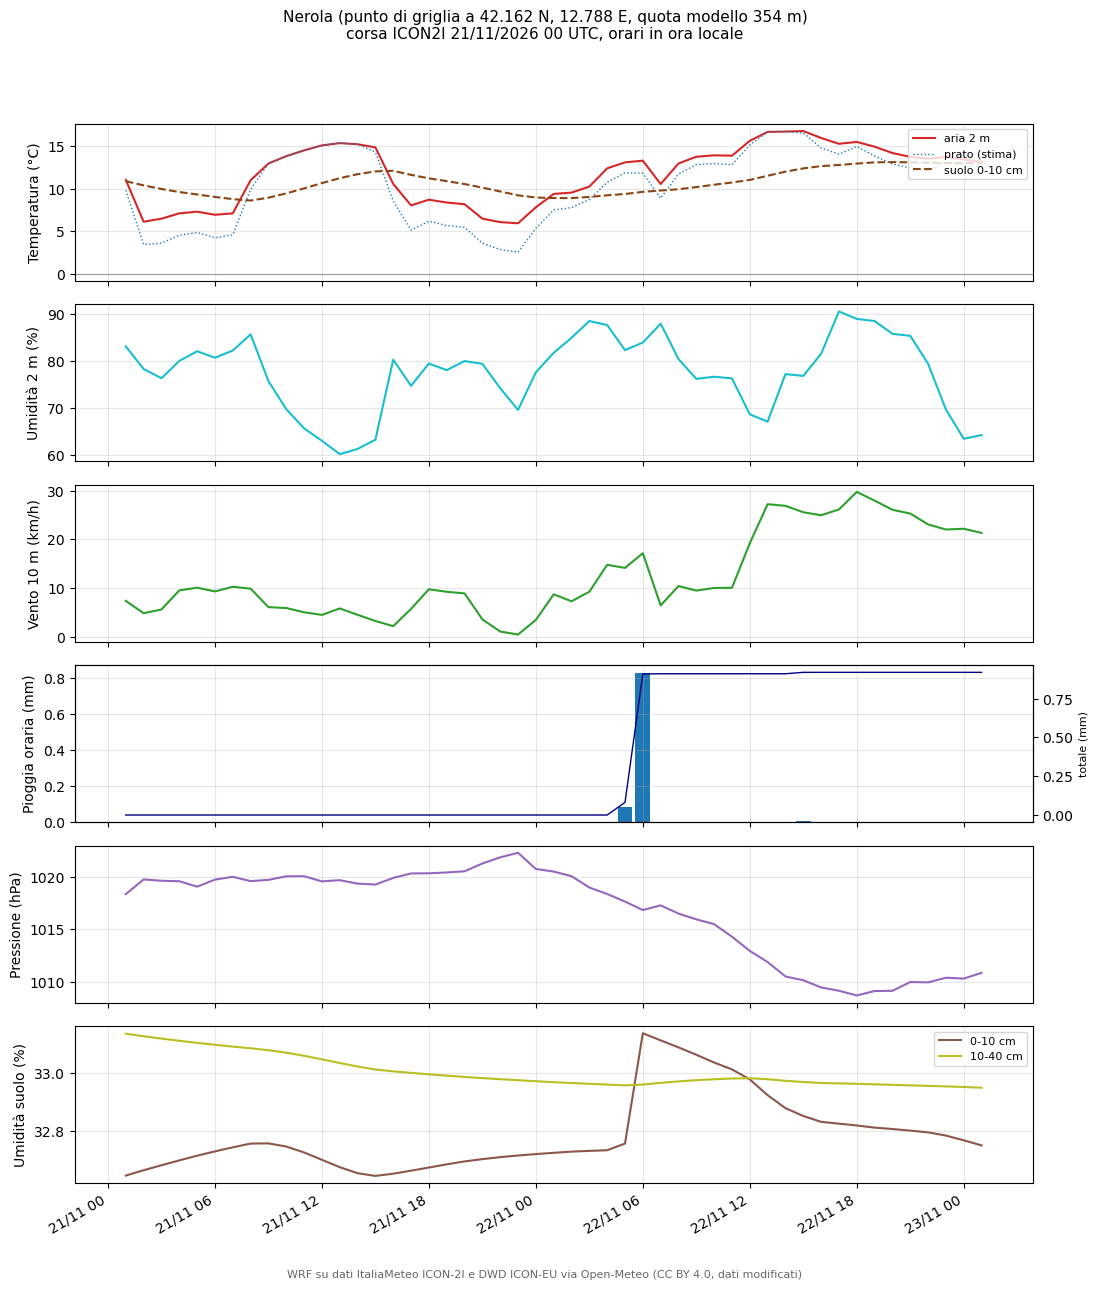 Nerola (punto di griglia a 42.162 N, 12.788 E, quota modello 354 m)
corsa ICON2I 21/11/2026 00 UTC, orari in ora locale
Temperatura (°C)
15
10
5
0
aria 2 m
prato (stima)
suolo 0-10 cm
Umidità 2 m (%)
90
80
70
60
Vento 10 m (km/h)
30
20
10
0
Pioggia oraria (mm)
0.8
0.6
0.4
0.2
0.0
0.75
0.50
0.25
0.00
totale (mm)
Pressione (hPa)
1020
1015
1010
Umidità suolo (%)
33.0
32.8
0-10 cm
10-40 cm
21/11 00
21/11 06
21/11 12
21/11 18
22/11 00
22/11 06
22/11 12
22/11 18
23/11 00
WRF su dati ItaliaMeteo ICON-2I e DWD ICON-EU via Open-Meteo (CC BY 4.0, dati modificati)